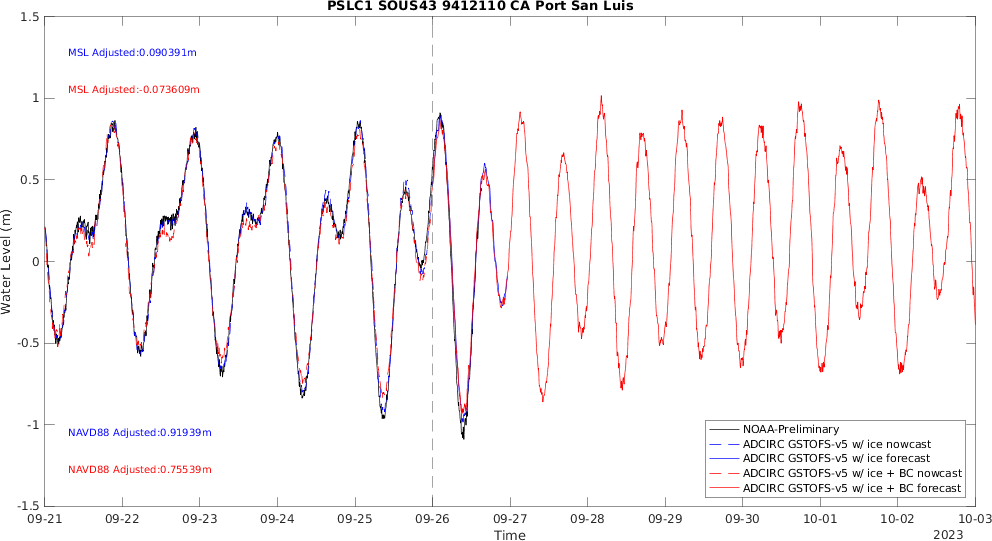 PSLC1 SOUS43 9412110 CA Port San Luis
1.5
1
0.5
0
-0.5
-1
-1.5
Water Level (m)
MSL Adjusted:0.090391m
MSL Adjusted:-0.073609m
NAVD88 Adjusted:0.91939m
NAVD88 Adjusted:0.75539m
NOAA-Preliminary
ADCIRC GSTOFS-v5 w/ ice nowcast
ADCIRC GSTOFS-v5 w/ ice forecast
ADCIRC GSTOFS-v5 w/ ice + BC nowcast
ADCIRC GSTOFS-v5 w/ ice + BC forecast
09-21 09-22 09-23 09-24 09-25 09-26 09-27 09-28 09-29 09-30 10-01 10-02 10-03
Time
2023